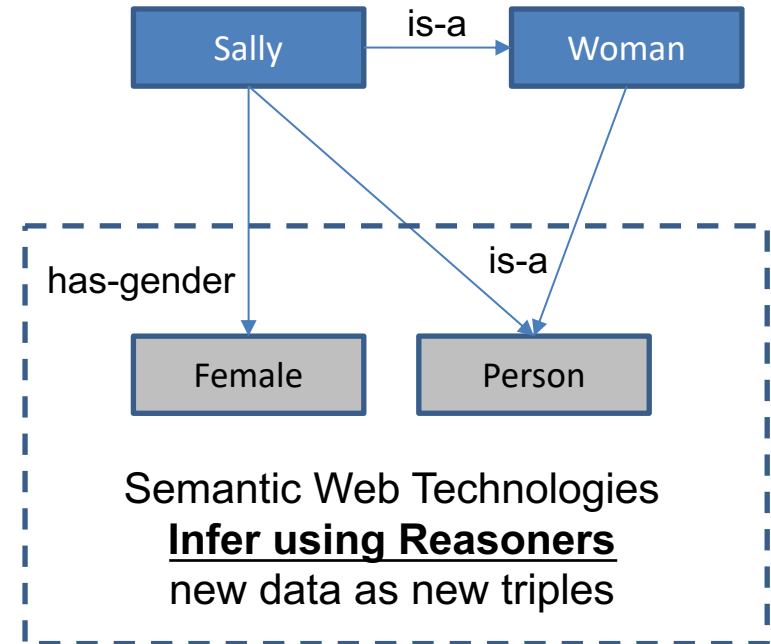 Sally
is-a
Woman
has-gender
is-a
Female
Person
Semantic Web Technologies
Infer using Reasoners
new data as new triples